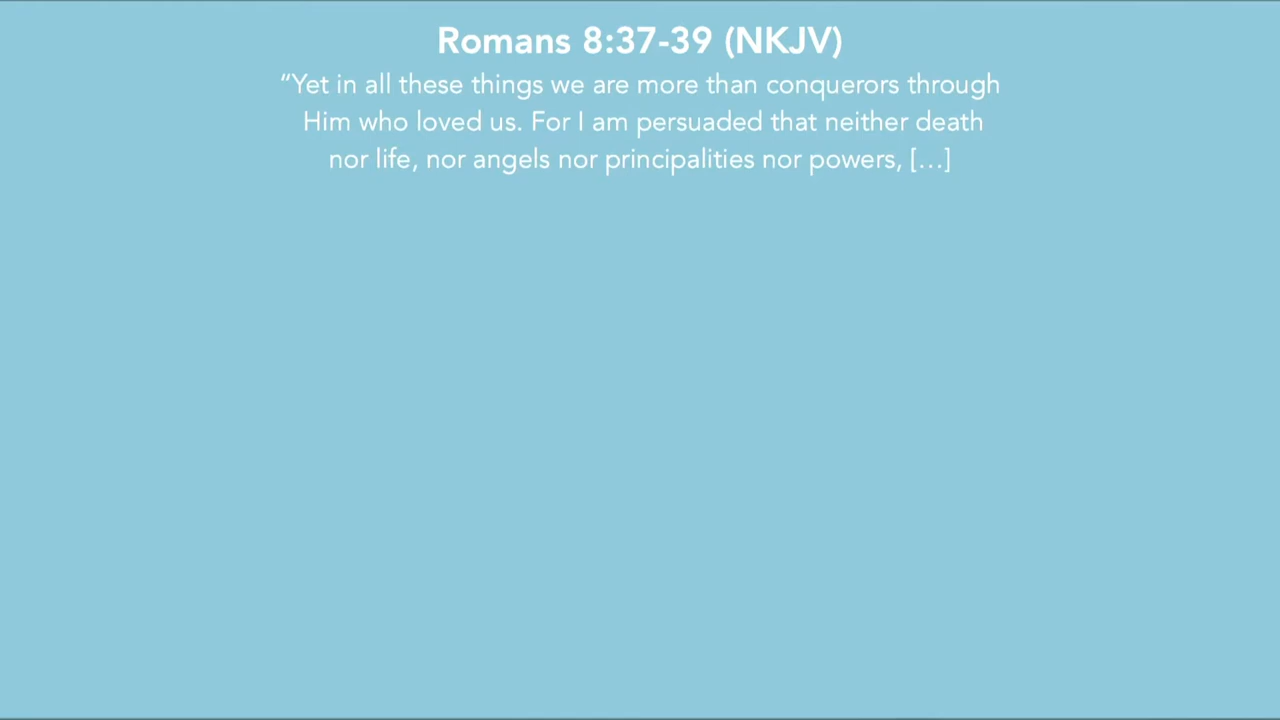 Romans 8:37-39 (NKJV)
“Yet in all these things we are more than conquerors through
Him who loved us. For I am persuaded that neither death
nor life, nor angels nor principalities nor powers, […]